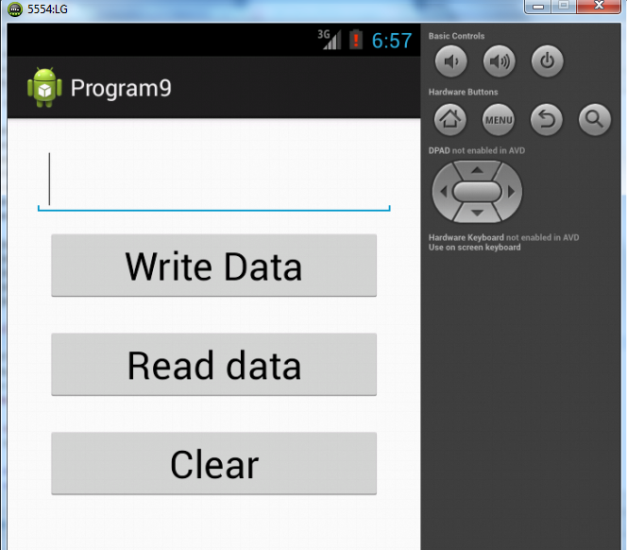 5554:LG
3G 6:57
Program9
Write Data
Read data
Clear
Basic Controls
Hardware Buttons
MENU
DPAD not enabled in AVD
Hardware Keyboard not enabled in AVD
Use on screen keyboard